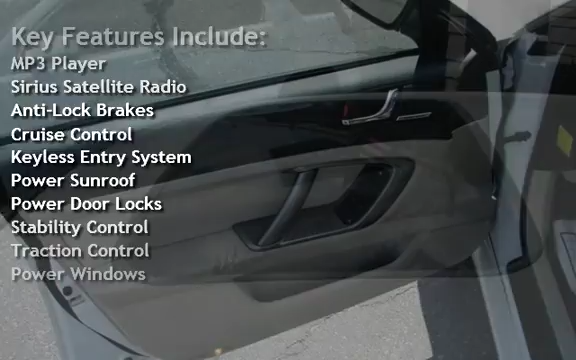 Key Features Include:
MP3 Player
Sirius Satellite Radio
Anti-Lock Brakes
Cruise Control
Keyless Entry System
Power Sunroof
Power Door Locks
Stability Control
Traction Control
Power Windows